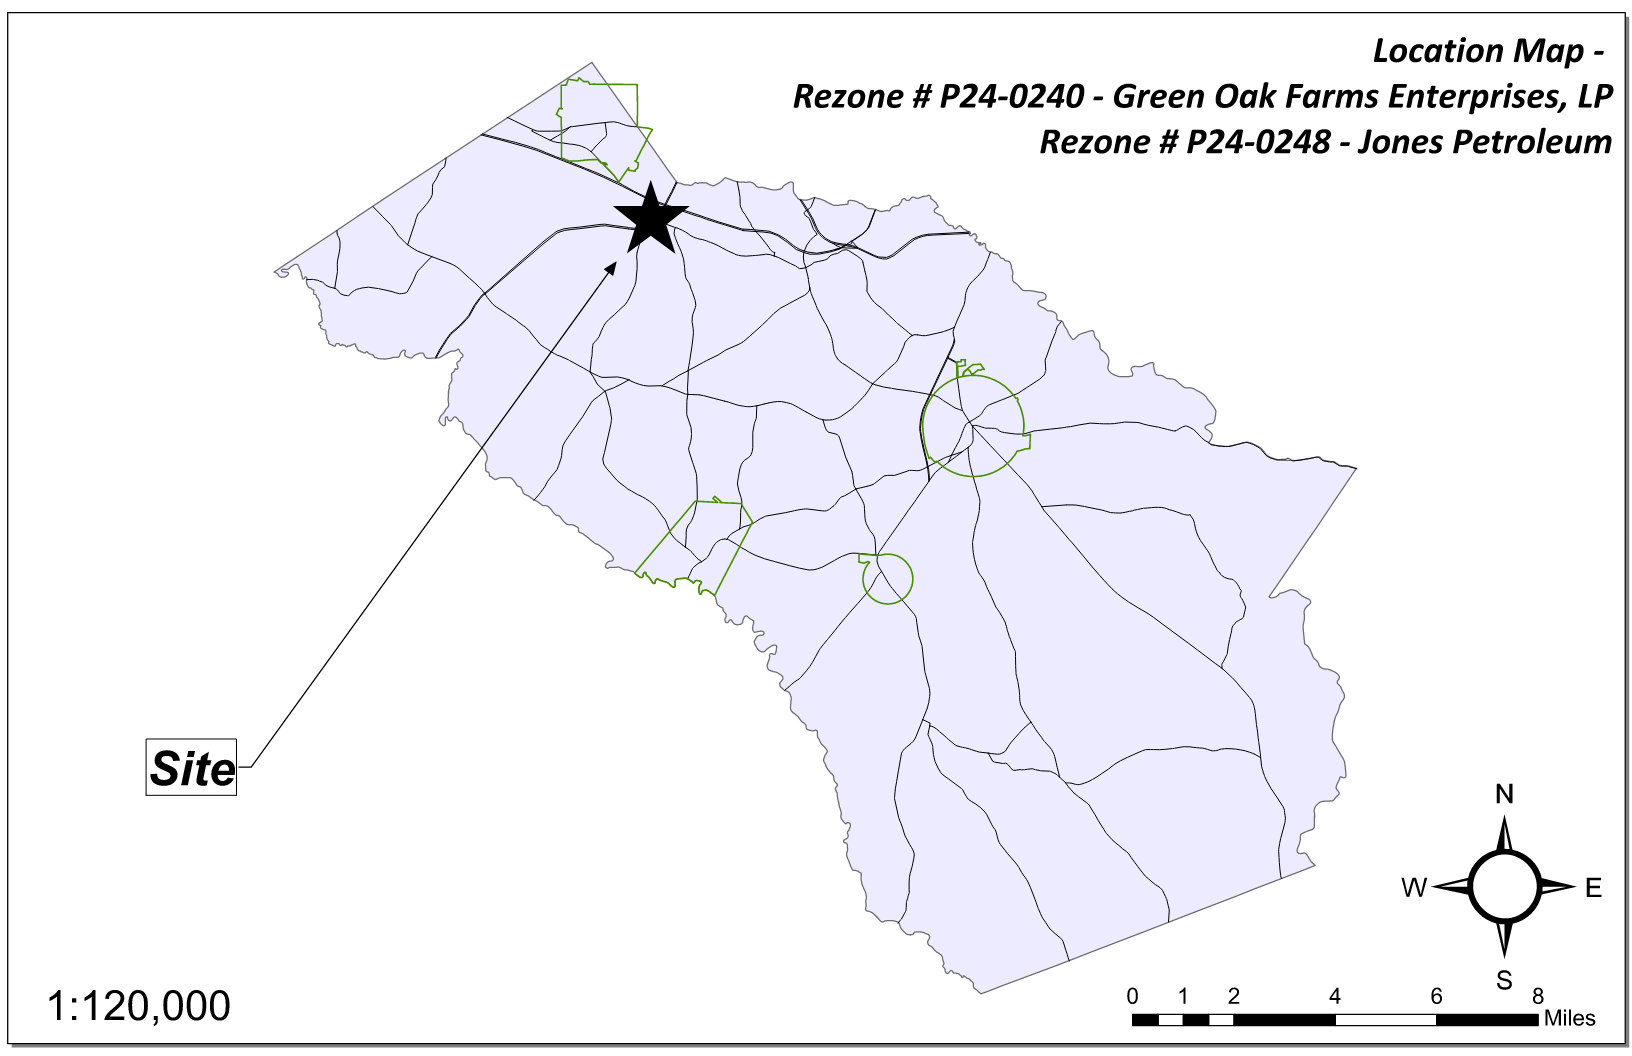 Location Map -
Rezone # P24-0240 - Green Oak Farms Enterprises, LP
Rezone # P24-0248 - Jones Petroleum
Site
N
W E
S
1:120,000
0 1 2 4 6 8
Miles